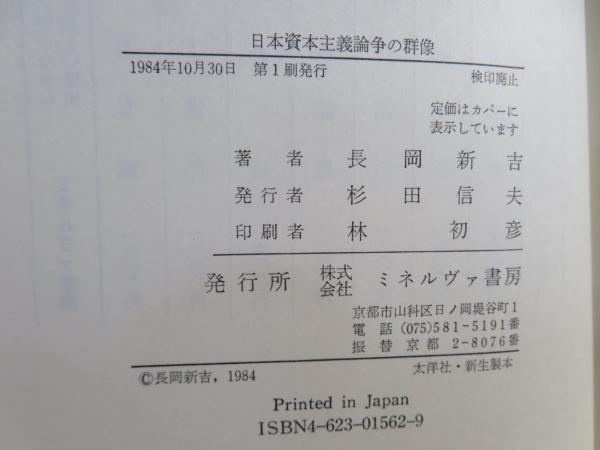 日本資本主義論争の群像
1984年10月30日 第1刷発行 検印廃止
定価はカバーに
表示しています
著者 長岡新吉
発行者 杉田信夫
印刷者 林初彦
発行所 株式会社 ミネルヴァ書房
京都市山科区日ノ岡堤谷町1
電話 (075)581-5191番
振替京都 2-8076番
©長岡新吉, 1984 太洋社・新生製本
Printed in Japan
ISBN4-623-01562-9